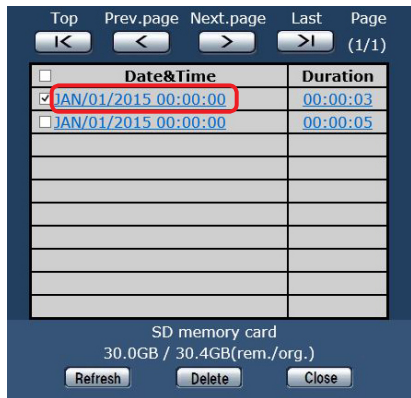 Top Prev.page Next.page Last Page
|< < > >| (1/1)
Date&Time Duration
JAN/01/2015 00:00:00 00:00:03
JAN/01/2015 00:00:00 00:00:05
SD memory card
30.0GB / 30.4GB(rem./org.)
Refresh Delete Close